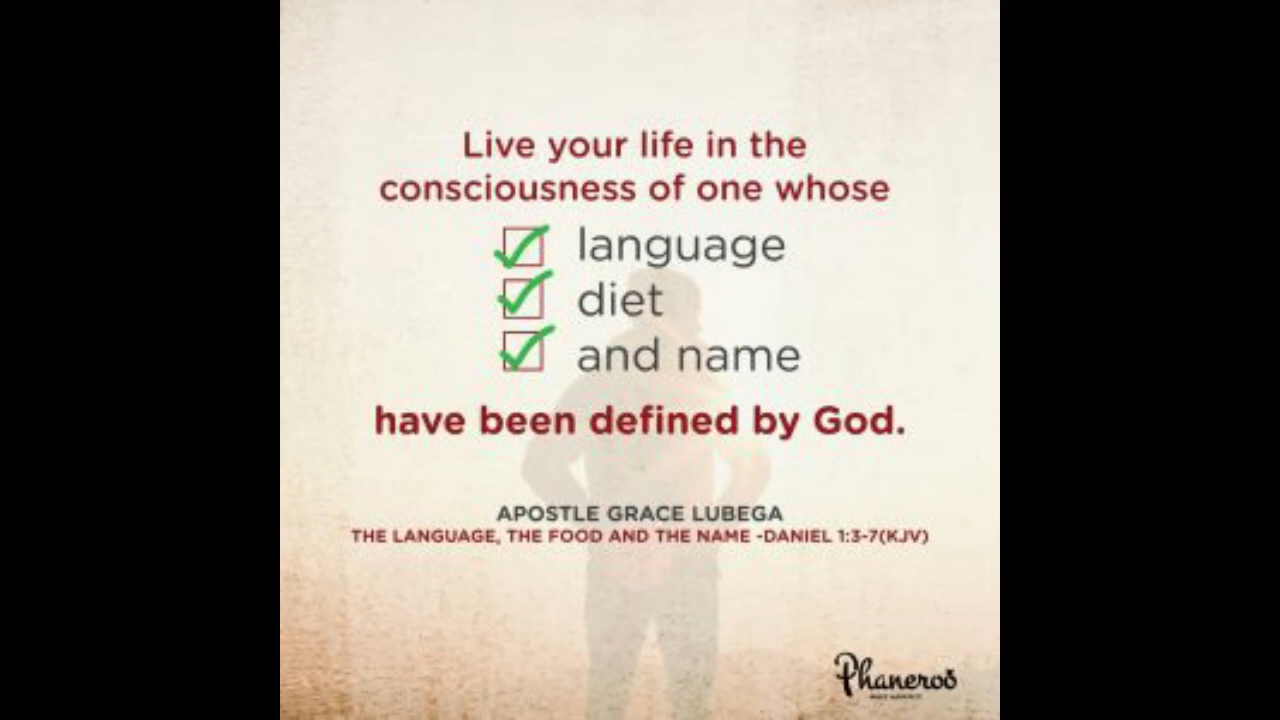 Live your life in the
consciousness of one whose
language
diet
and name
have been defined by God.
APOSTLE GRACE LUBEGA
THE LANGUAGE, THE FOOD AND THE NAME -DANIEL 1:3-7(KJV)
Phaneroo